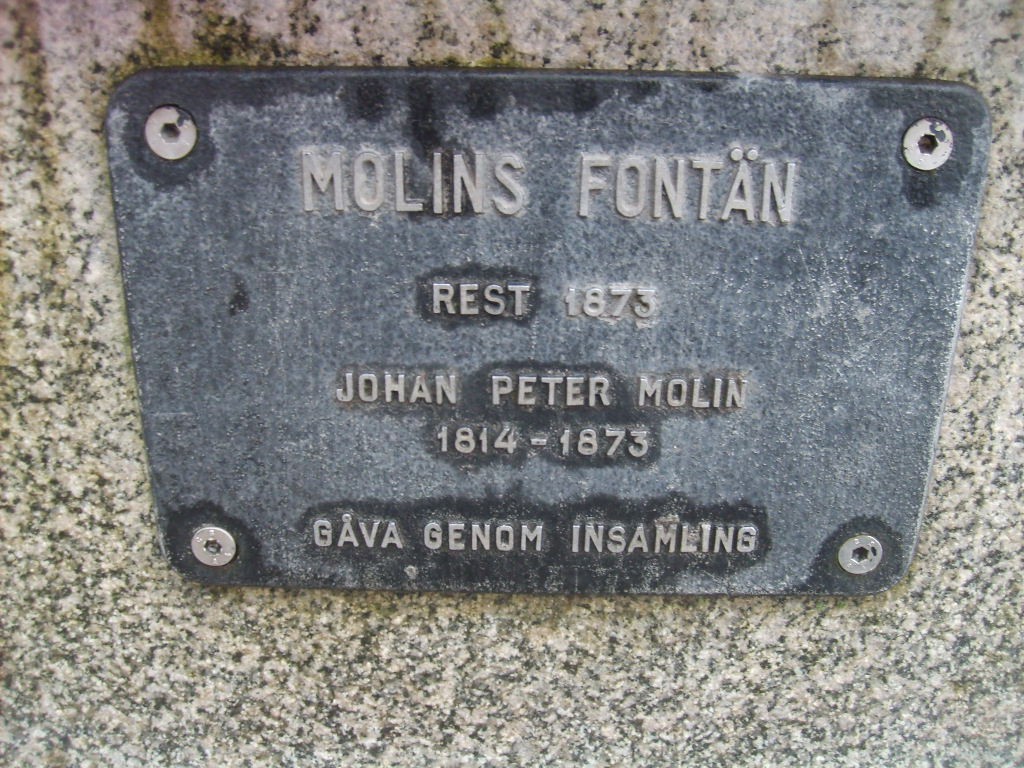 MOLINS FONTÄN
REST 1873
JOHAN PETER MOLIN
1814-1873
GÅVA GENOM INSAMLING